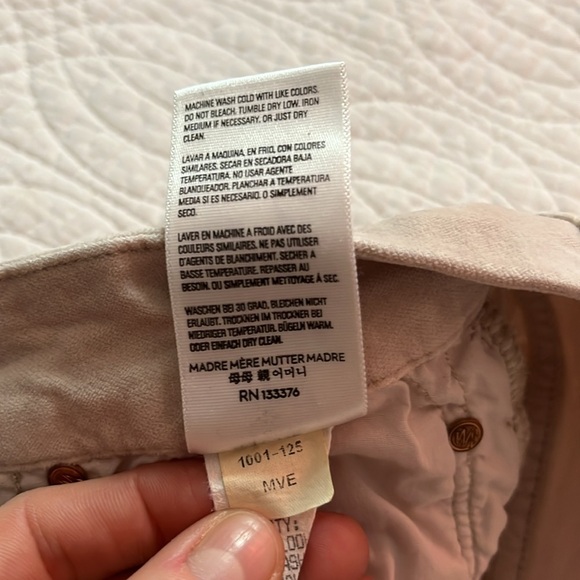 MACHINE WASH COLD WITH LIKE COLORS.
DO NOT BLEACH. TUMBLE DRY LOW. IRON
MEDIUM IF NECESSARY. OR JUST DRY
CLEAN.
LAVAR A MAQUINA, EN FRIO, CON COLORES
SIMILARES. SECAR EN SECADORA BAJA
TEMPERATURA. NO USAR AGENTE
BLANQUEADOR. PLANCHAR A TEMPERATURA
MEDIA SI ES NECESARIO. O SIMPLEMENT
SECO.
LAVER EN MACHINE A FROID AVEC DES
COULEURS SIMILAIRES. NE PAS UTILISER
D'AGENTS DE BLANCHIMENT. SECHER A
BASSE TEMPERATURE. REPASSER AU
BESOIN. OU SIMPLEMENT METTOYAGE À SEC.
WASCHEN BEI 30 GRAD, BLEICHEN NICHT
ERLAUBT. TROCKNEN IM TROCKNER BEI
WIEDRIGER TEMPERATUR. BÜGELN WARM.
ODER EINFACH DRY CLEAN.
MADRE MÈRE MUTTER MADRE
母母 親 어머니
RN 133376
1001-125
MVE
TY: